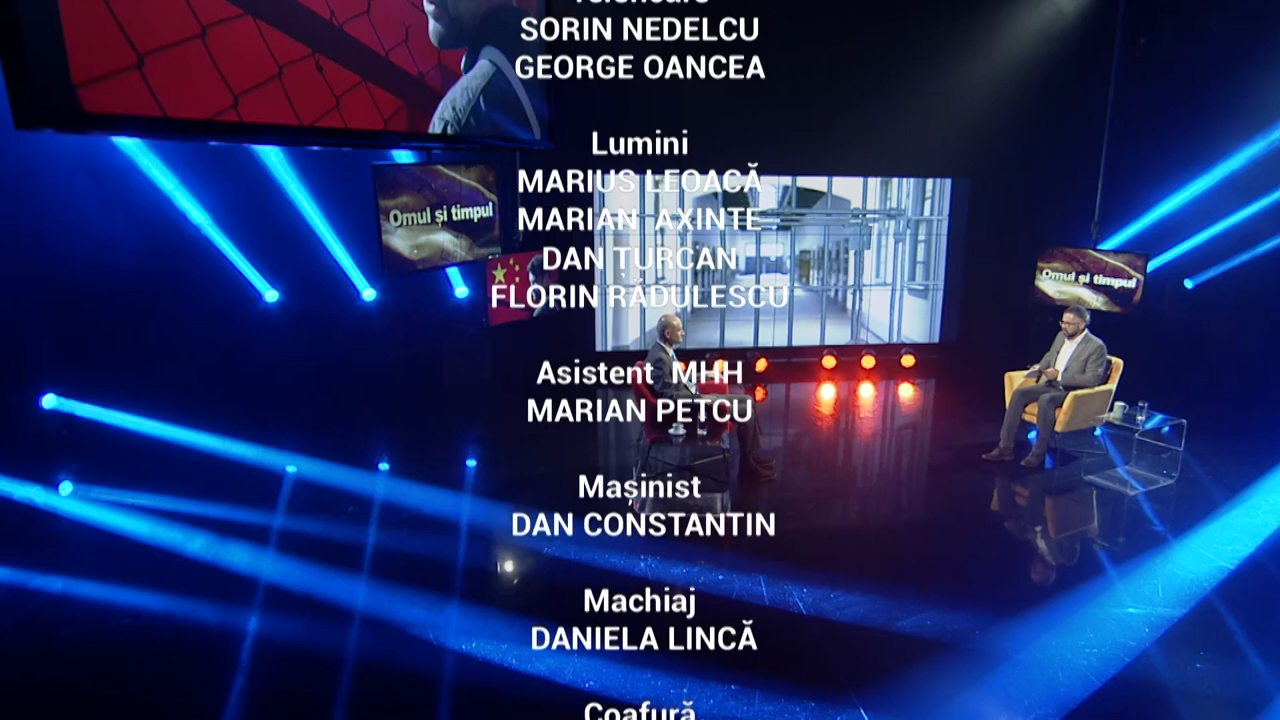 SORIN NEDELCU
GEORGE OANCEA
Lumini
MARIUS LEOACĂ
MARIAN AXINTE
DAN ȚURCAN
FLORIN RĂDULESCU
Asistent MHH
MARIAN PETCU
Mașinist
DAN CONSTANTIN
Machiaj
DANIELA LINCĂ
Coafură
Omul și timpul
Omul și timpul